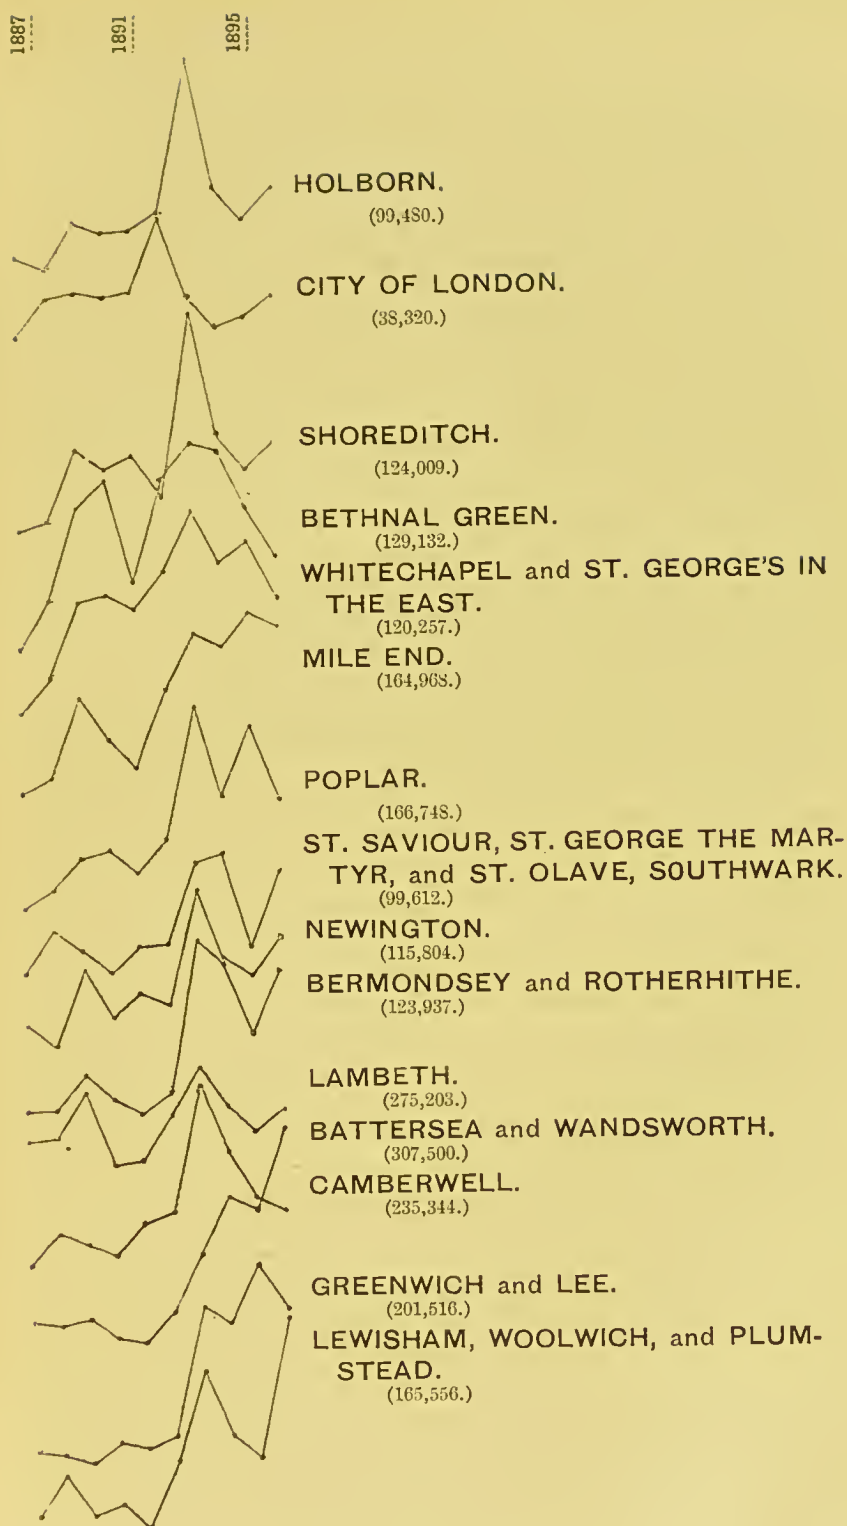 1887
1891
1895
HOLBORN.
(99,480.)
CITY OF LONDON.
(38,320.)
SHOREDITCH.
(124,009.)
BETHNAL GREEN.
(129,132.)
WHITECHAPEL and ST. GEORGE'S IN
THE EAST.
(120,257.)
MILE END.
(164,968.)
POPLAR.
(166,748.)
ST. SAVIOUR, ST. GEORGE THE MAR-
TYR, and ST. OLAVE, SOUTHWARK.
(99,612.)
NEWINGTON.
(115,804.)
BERMONDSEY and ROTHERHITHE.
(123,937.)
LAMBETH.
(275,203.)
BATTERSEA and WANDSWORTH.
(307,500.)
CAMBERWELL.
(235,344.)
GREENWICH and LEE.
(201,516.)
LEWISHAM, WOOLWICH, and PLUM-
STEAD.
(165,556.)